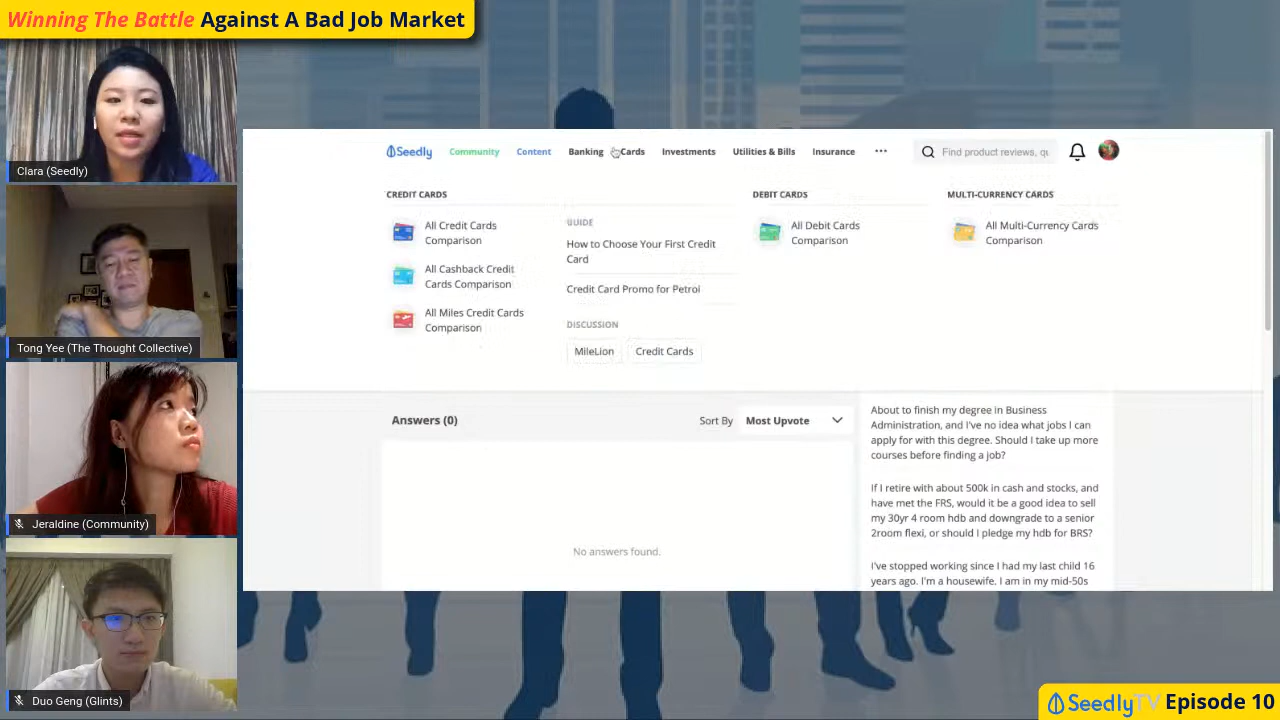 Winning The Battle Against A Bad Job Market
Clara (Seedly)
Tong Yee (The Thought Collective)
Jeraldine (Community)
Duo Geng (Glints)
Seedly Community Content Banking Cards Investments Utilities & Bills Insurance ••• Find product reviews, qu
CREDIT CARDS
All Credit Cards
Comparison
All Cashback Credit
Cards Comparison
All Miles Credit Cards
Comparison
GUIDE
How to Choose Your First Credit
Card
Credit Card Promo for Petrol
DISCUSSION
MileLion Credit Cards
DEBIT CARDS
All Debit Cards
Comparison
MULTI-CURRENCY CARDS
All Multi-Currency Cards
Comparison
Answers (0) Sort By Most Upvote
No answers found.
About to finish my degree in Business
Administration, and I've no idea what jobs I can
apply for with this degree. Should I take up more
courses before finding a job?
If I retire with about 500k in cash and stocks, and
have met the FRS, would it be a good idea to sell
my 30yr 4 room hdb and downgrade to a senior
2room flexi, or should I pledge my hdb for BRS?
I've stopped working since I had my last child 16
years ago. I'm a housewife. I am in my mid-50s
SeedlyTV Episode 10